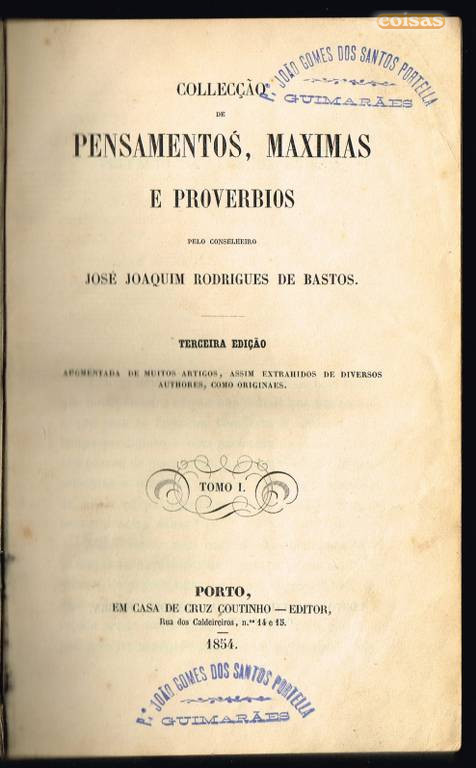 coisas
P.e JOÃO GOMES DOS SANTOS PORTELLA
GUIMARÃES
COLLECÇÃO
DE
PENSAMENTOS, MAXIMAS
E PROVERBIOS
PELO CONSELHEIRO
JOSÉ JOAQUIM RODRIGUES DE BASTOS.
TERCEIRA EDIÇÃO
AUGMENTADA DE MUITOS ARTIGOS, ASSIM EXTRAHIDOS DE DIVERSOS
AUTHORES, COMO ORIGINAES.
TOMO I.
PORTO,
EM CASA DE CRUZ COUTINHO — EDITOR,
Rua dos Caldeireiros, n.os 14 e 15.
1854.
P.e JOÃO GOMES DOS SANTOS PORTELLA
GUIMARÃES